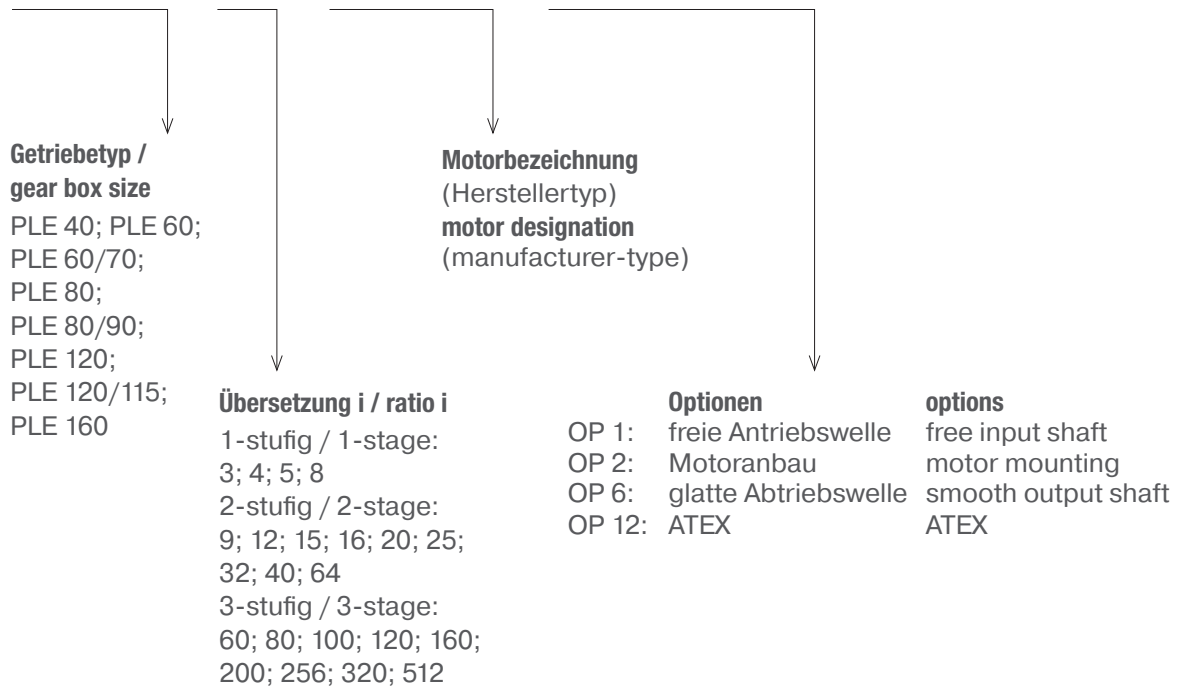 Getriebetyp /
gear box size
PLE 40; PLE 60;
PLE 60/70;
PLE 80;
PLE 80/90;
PLE 120;
PLE 120/115;
PLE 160
Übersetzung i / ratio i
1-stufig / 1-stage:
3; 4; 5; 8
2-stufig / 2-stage:
9; 12; 15; 16; 20; 25;
32; 40; 64
3-stufig / 3-stage:
60; 80; 100; 120; 160;
200; 256; 320; 512
Motorbezeichnung
(Herstellertyp)
motor designation
(manufacturer-type)
Optionen options
OP 1: freie Antriebswelle free input shaft
OP 2: Motoranbau motor mounting
OP 6: glatte Abtriebswelle smooth output shaft
OP 12: ATEX ATEX